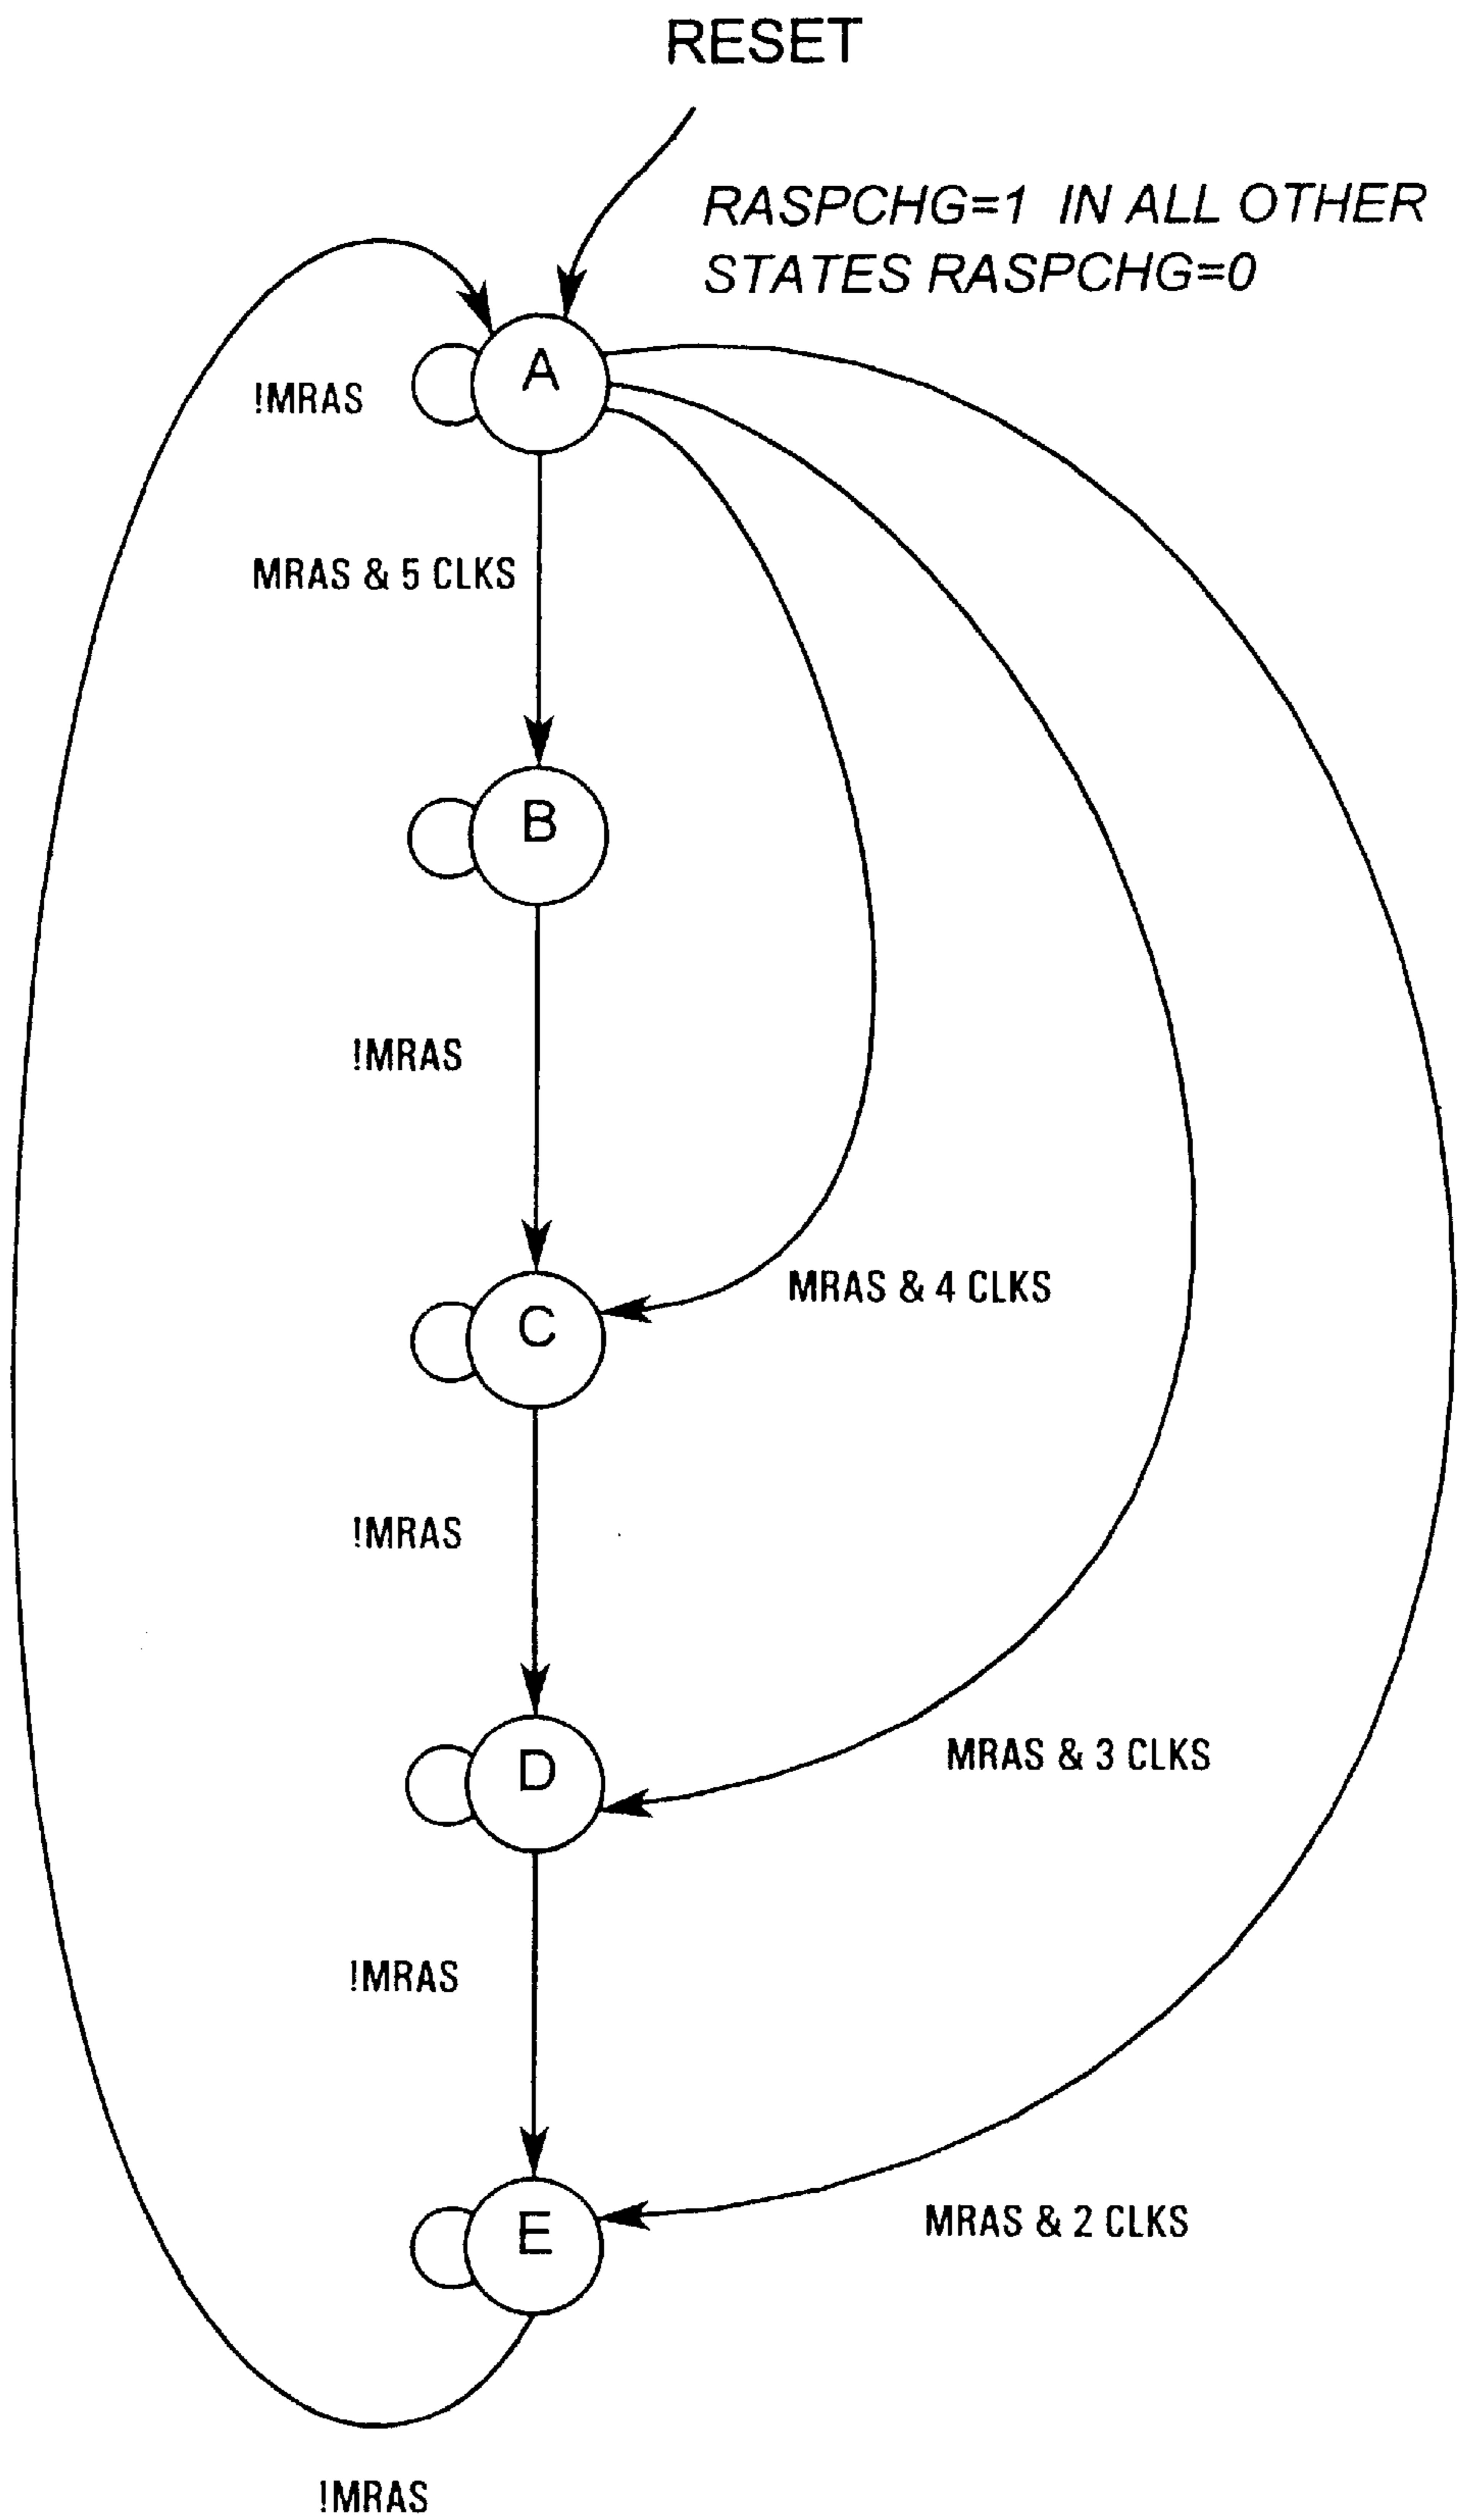 RESET
RASPCHG=1 IN ALL OTHER
STATES RASPCHG=0
A
!MRAS
MRAS & 5 CLKS
B
!MRAS
MRAS & 4 CLKS
C
!MRAS
MRAS & 3 CLKS
D
!MRAS
MRAS & 2 CLKS
E
!MRAS